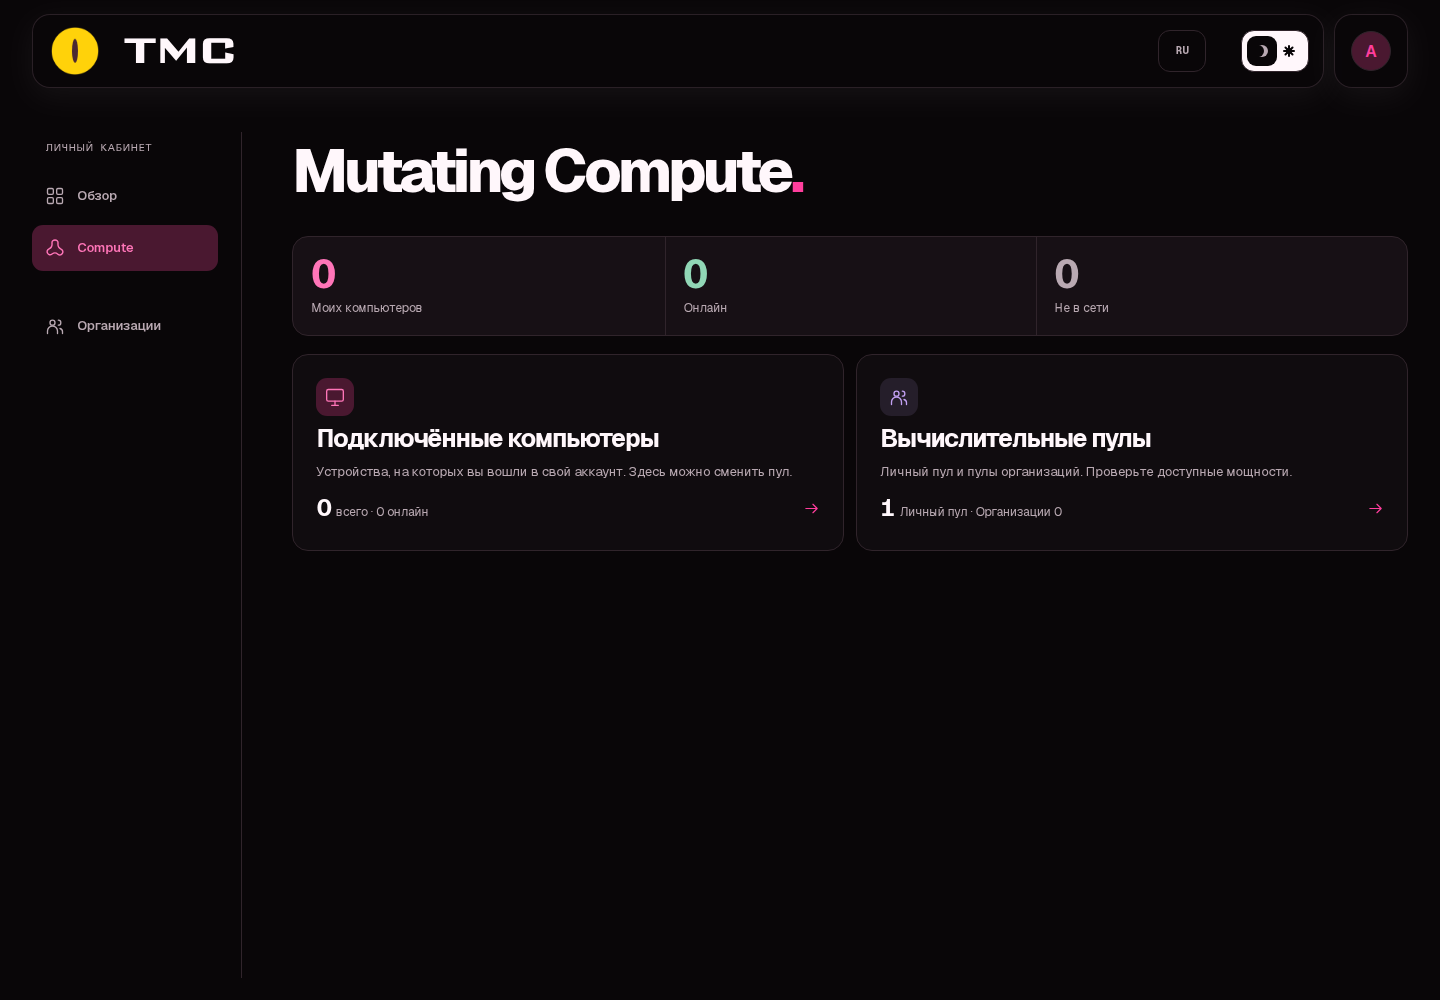 TMC
RU
A
ЛИЧНЫЙ КАБИНЕТ
Обзор
Compute
Организации
Mutating Compute.
0
Моих компьютеров
0
Онлайн
0
Не в сети
Подключённые компьютеры
Устройства, на которых вы вошли в свой аккаунт. Здесь можно сменить пул.
0 всего · 0 онлайн →
Вычислительные пулы
Личный пул и пулы организаций. Проверьте доступные мощности.
1 Личный пул · Организации 0 →